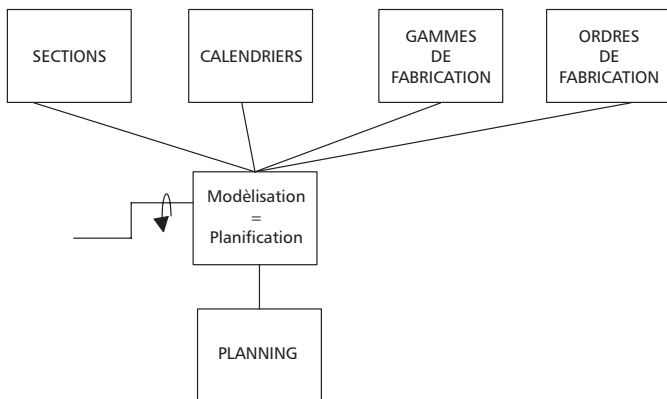 SECTIONS
CALENDRIERS
GAMMES
DE
FABRICATION
ORDRES
DE
FABRICATION
Modèlisation
=
Planification
PLANNING